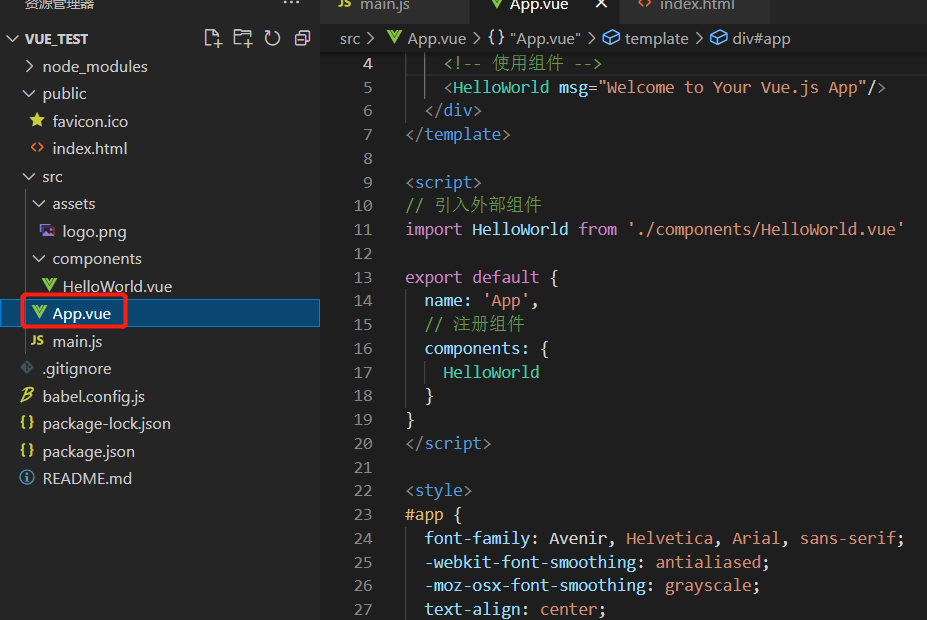 资源管理器 ···
VUE_TEST
node_modules
public
favicon.ico
index.html
src
assets
logo.png
components
HelloWorld.vue
App.vue
JS main.js
.gitignore
babel.config.js
{} package-lock.json
{} package.json
README.md
JS main.js App.vue × <> index.html
src > App.vue > {} "App.vue" > template > div#app
4 <!-- 使用组件 -->
5 <HelloWorld msg="Welcome to Your Vue.js App"/>
6 </div>
7 </template>
8
9 <script>
10 // 引入外部组件
11 import HelloWorld from './components/HelloWorld.vue'
12
13 export default {
14 name: 'App',
15 // 注册组件
16 components: {
17 HelloWorld
18 }
19 }
20 </script>
21
22 <style>
23 #app {
24 font-family: Avenir, Helvetica, Arial, sans-serif;
25 -webkit-font-smoothing: antialiased;
26 -moz-osx-font-smoothing: grayscale;
27 text-align: center;